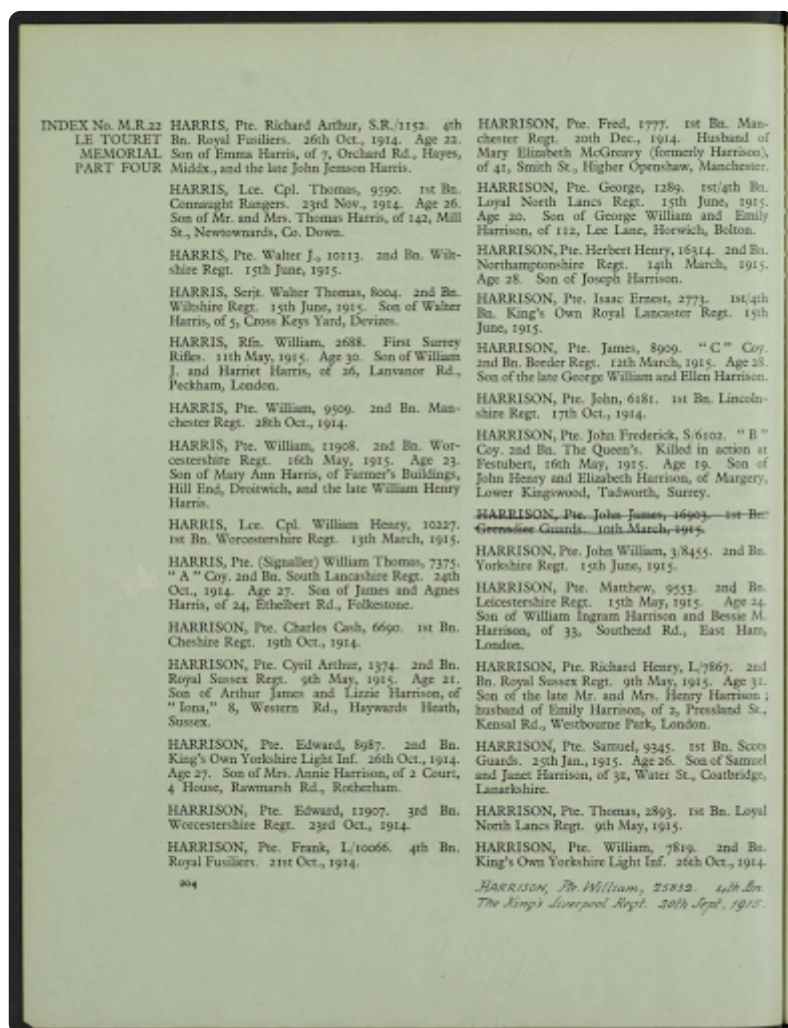 INDEX No. M.R.22
LE TOURET
MEMORIAL
PART FOUR
HARRIS, Pte. Richard Arthur, S.R./1152. 4th
Bn. Royal Fusiliers. 26th Oct., 1914. Age 22.
Son of Emma Harris, of 7, Orchard Rd., Hayes,
Middx., and the late John Jemson Harris.
HARRIS, Lce. Cpl. Thomas, 9590. 1st Bn.
Connaught Rangers. 23rd Nov., 1914. Age 26.
Son of Mr. and Mrs. Thomas Harris, of 142, Mill
St., Newtownards, Co. Down.
HARRIS, Pte. Walter J., 10113. 2nd Bn. Wilt-
shire Regt. 15th June, 1915.
HARRIS, Serjt. Walter Thomas, 8004. 2nd Bn.
Wiltshire Regt. 15th June, 1915. Son of Walter
Harris, of 5, Cross Keys Yard, Devizes.
HARRIS, Rfn. William, 2688. First Surrey
Rifles. 11th May, 1915. Age 30. Son of William
J. and Harriet Harris, of 26, Lanvanor Rd.,
Peckham, London.
HARRIS, Pte. William, 9509. 2nd Bn. Man-
chester Regt. 28th Oct., 1914.
HARRIS, Pte. William, 11908. 2nd Bn. Wor-
cestershire Regt. 16th May, 1915. Age 23.
Son of Mary Ann Harris, of Farmer's Buildings,
Hill End, Droitwich, and the late William Henry
Harris.
HARRIS, Lce. Cpl. William Henry, 10227.
1st Bn. Worcestershire Regt. 13th March, 1915.
HARRIS, Pte. (Signaller) William Thomas, 7375.
" A " Coy. 2nd Bn. South Lancashire Regt. 24th
Oct., 1914. Age 27. Son of James and Agnes
Harris, of 24, Ethelbert Rd., Folkestone.
HARRISON, Pte. Charles Cash, 6690. 1st Bn.
Cheshire Regt. 19th Oct., 1914.
HARRISON, Pte. Cyril Arthur, 1374. 2nd Bn.
Royal Sussex Regt. 9th May, 1915. Age 21.
Son of Arthur James and Lizzie Harrison, of
" Iona," 8, Western Rd., Haywards Heath,
Sussex.
HARRISON, Pte. Edward, 8987. 2nd Bn.
King's Own Yorkshire Light Inf. 26th Oct., 1914.
Age 27. Son of Mrs. Annie Harrison, of 2 Court,
4 House, Rawmarsh Rd., Rotherham.
HARRISON, Pte. Edward, 11907. 3rd Bn.
Worcestershire Regt. 23rd Oct., 1914.
HARRISON, Pte. Frank, L/10066. 4th Bn.
Royal Fusiliers. 21st Oct., 1914.
204
HARRISON, Pte. Fred, 1777. 1st Bn. Man-
chester Regt. 20th Dec., 1914. Husband of
Mary Elizabeth McGreavy (formerly Harrison),
of 41, Smith St., Higher Openshaw, Manchester.
HARRISON, Pte. George, 1289. 1st/4th Bn.
Loyal North Lancs Regt. 15th June, 1915.
Age 20. Son of George William and Emily
Harrison, of 112, Lee Lane, Horwich, Bolton.
HARRISON, Pte. Herbert Henry, 16314. 2nd Bn.
Northamptonshire Regt. 14th March, 1915.
Age 28. Son of Joseph Harrison.
HARRISON, Pte. Isaac Ernest, 2773. 1st/4th
Bn. King's Own Royal Lancaster Regt. 15th
June, 1915.
HARRISON, Pte. James, 8909. " C " Coy.
2nd Bn. Border Regt. 12th March, 1915. Age 28.
Son of the late George William and Ellen Harrison.
HARRISON, Pte. John, 6181. 1st Bn. Lincoln-
shire Regt. 17th Oct., 1914.
HARRISON, Pte. John Frederick, S/6102. " B "
Coy. 2nd Bn. The Queen's. Killed in action at
Festubert, 16th May, 1915. Age 19. Son of
John Henry and Elizabeth Harrison, of Margery,
Lower Kingswood, Tadworth, Surrey.
HARRISON, Pte. John James, 16903. 1st Bn.
Grenadier Guards. 10th March, 1915.
HARRISON, Pte. John William, 3/8455. 2nd Bn.
Yorkshire Regt. 15th June, 1915.
HARRISON, Pte. Matthew, 9553. 2nd Bn.
Leicestershire Regt. 15th May, 1915. Age 24.
Son of William Ingram Harrison and Bessie M.
Harrison, of 33, Southend Rd., East Ham,
London.
HARRISON, Pte. Richard Henry, L/7867. 2nd
Bn. Royal Sussex Regt. 9th May, 1915. Age 31.
Son of the late Mr. and Mrs. Henry Harrison ;
husband of Emily Harrison, of 2, Pressland St.,
Kensal Rd., Westbourne Park, London.
HARRISON, Pte. Samuel, 9345. 1st Bn. Scots
Guards. 25th Jan., 1915. Age 26. Son of Samuel
and Janet Harrison, of 31, Water St., Coatbridge,
Lanarkshire.
HARRISON, Pte. Thomas, 2893. 1st Bn. Loyal
North Lancs Regt. 9th May, 1915.
HARRISON, Pte. William, 7819. 2nd Bn.
King's Own Yorkshire Light Inf. 26th Oct., 1914.
HARRISON, Pte. William, 25852. 4th Bn.
The King's Liverpool Regt. 20th Sept. 1915.